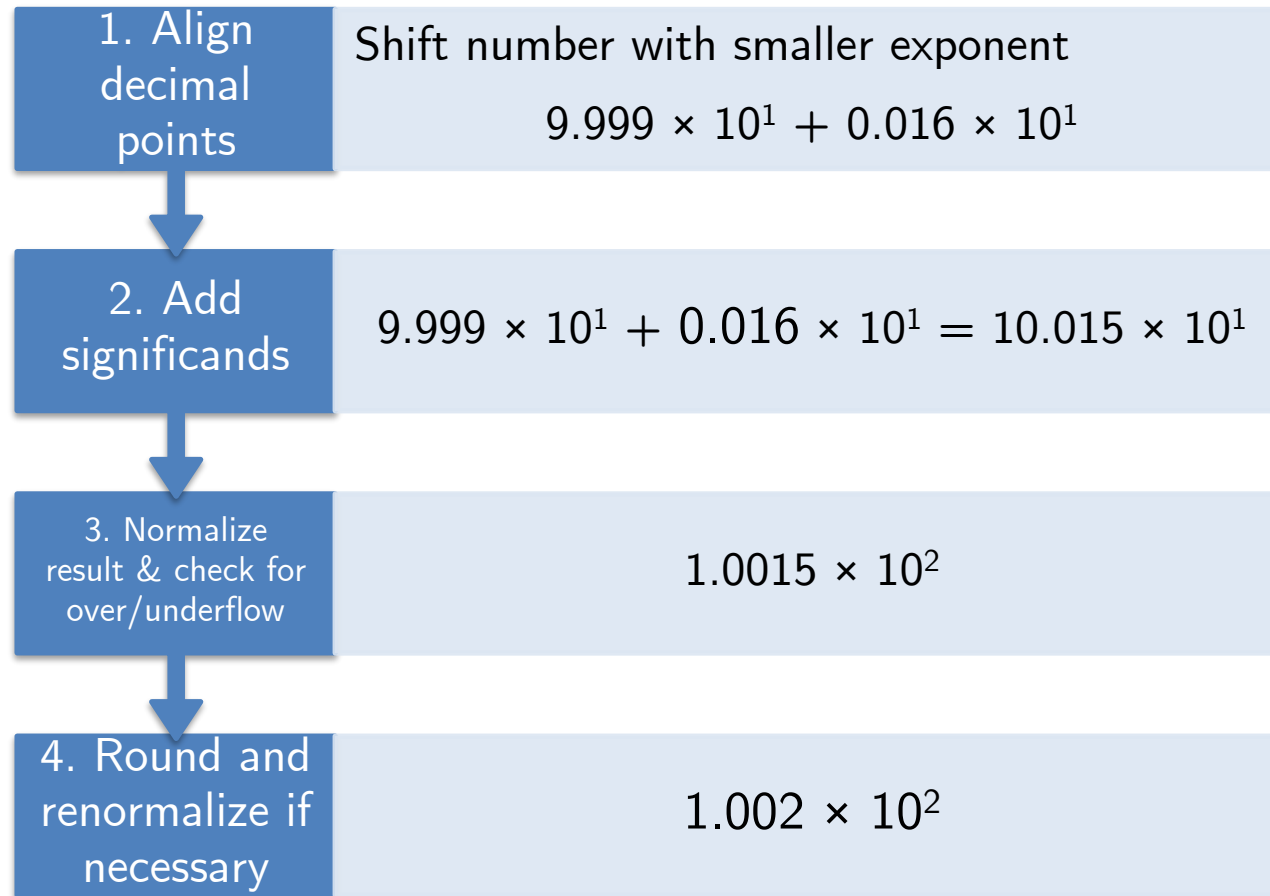 1. Align
decimal
points
Shift number with smaller exponent
9.999 × 10¹ + 0.016 × 10¹
2. Add
significands
9.999 × 10¹ + 0.016 × 10¹ = 10.015 × 10¹
3. Normalize
result & check for
over/underflow
1.0015 × 10²
4. Round and
renormalize if
necessary
1.002 × 10²